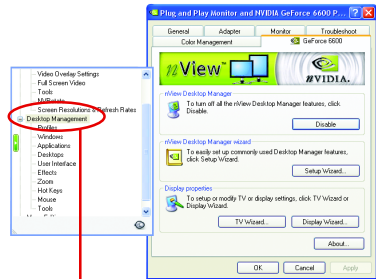 Plug and Play Monitor and NVIDIA GeForce 6600 P...
General
Adapter
Monitor
Troubleshoot
Color Management
GeForce 6600
nView
nVIDIA.
nView Desktop Manager
To turn off all the nView Desktop Manager features, click
Disable.
Disable
nView Desktop Manager wizard
To easily set up commonly used Desktop Manager features,
click Setup Wizard.
Setup Wizard...
Display properties
To setup or modify TV or display settings, click TV Wizard or
Display Wizard.
TV Wizard...
Display Wizard...
About...
OK
Cancel
Apply
Video Overlay Settings
Full Screen Video
Tools
NVRotate
Screen Resolutions & Refresh Rates
Desktop Management
Profiles
Windows
Applications
Desktops
User Interface
Effects
Zoom
Hot Keys
Mouse
Tools